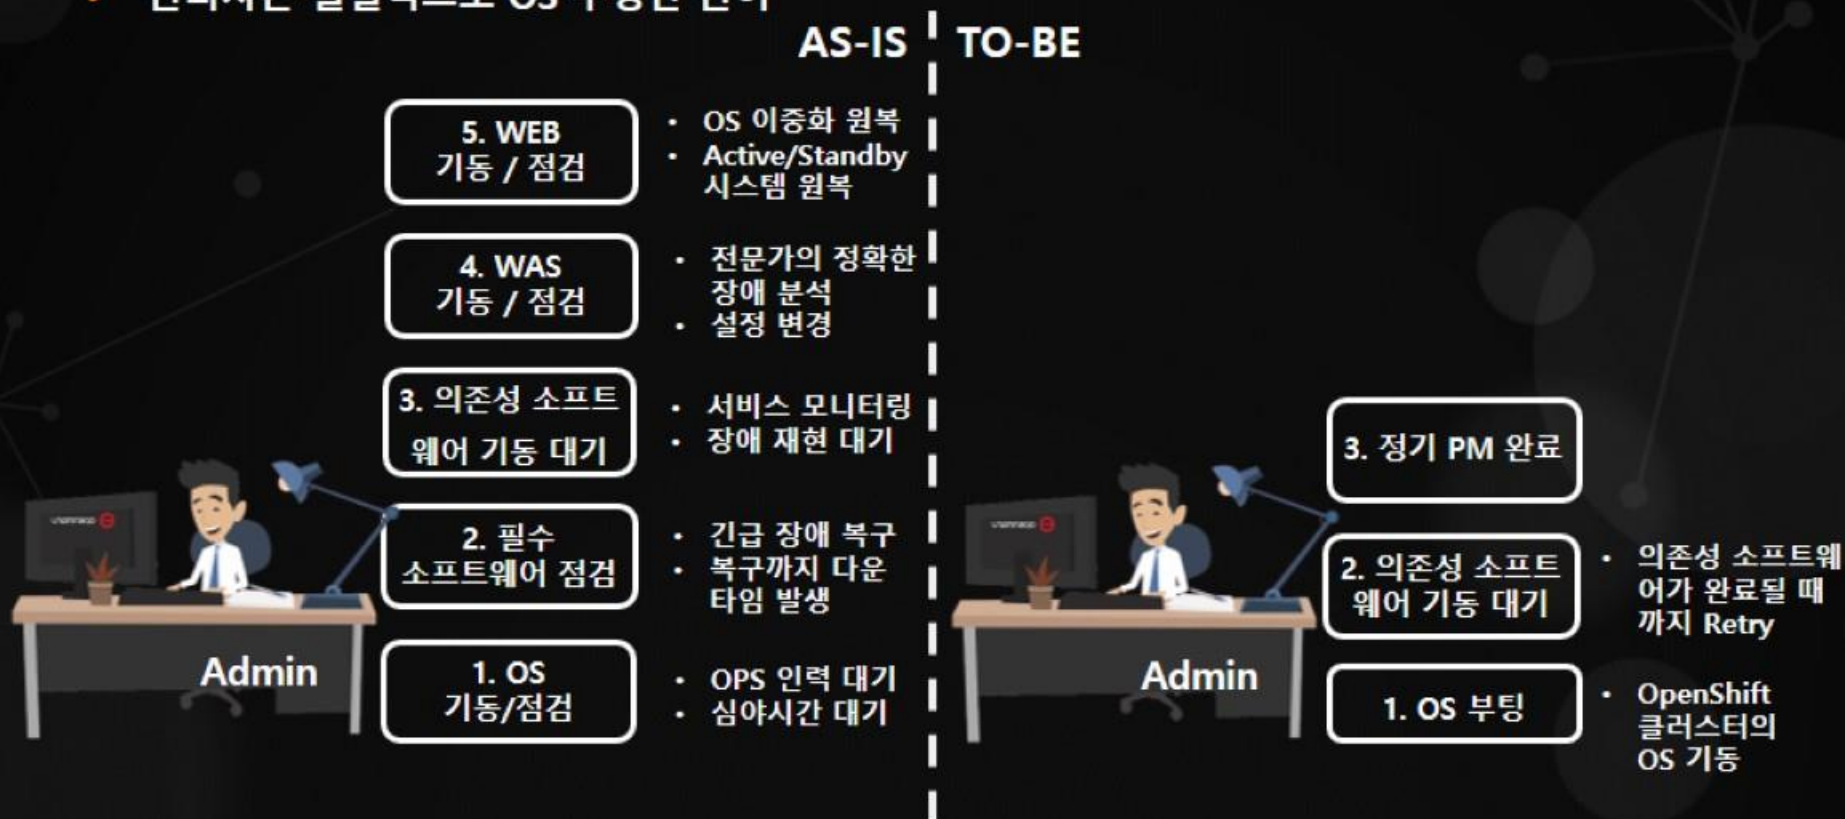 AS-IS
5. WEB
기동 / 점검
• OS 이중화 원복
• Active/Standby
시스템 원복
4. WAS
기동 / 점검
• 전문가의 정확한
장애 분석
• 설정 변경
3. 의존성 소프트
웨어 기동 대기
• 서비스 모니터링
• 장애 재현 대기
2. 필수
소프트웨어 점검
• 긴급 장애 복구
• 복구까지 다운
타임 발생
1. OS
기동/점검
• OPS 인력 대기
• 심야시간 대기
Admin
TO-BE
3. 정기 PM 완료
2. 의존성 소프트
웨어 기동 대기
• 의존성 소프트웨
어가 완료될 때
까지 Retry
1. OS 부팅
• OpenShift
클러스터의
OS 기동
Admin